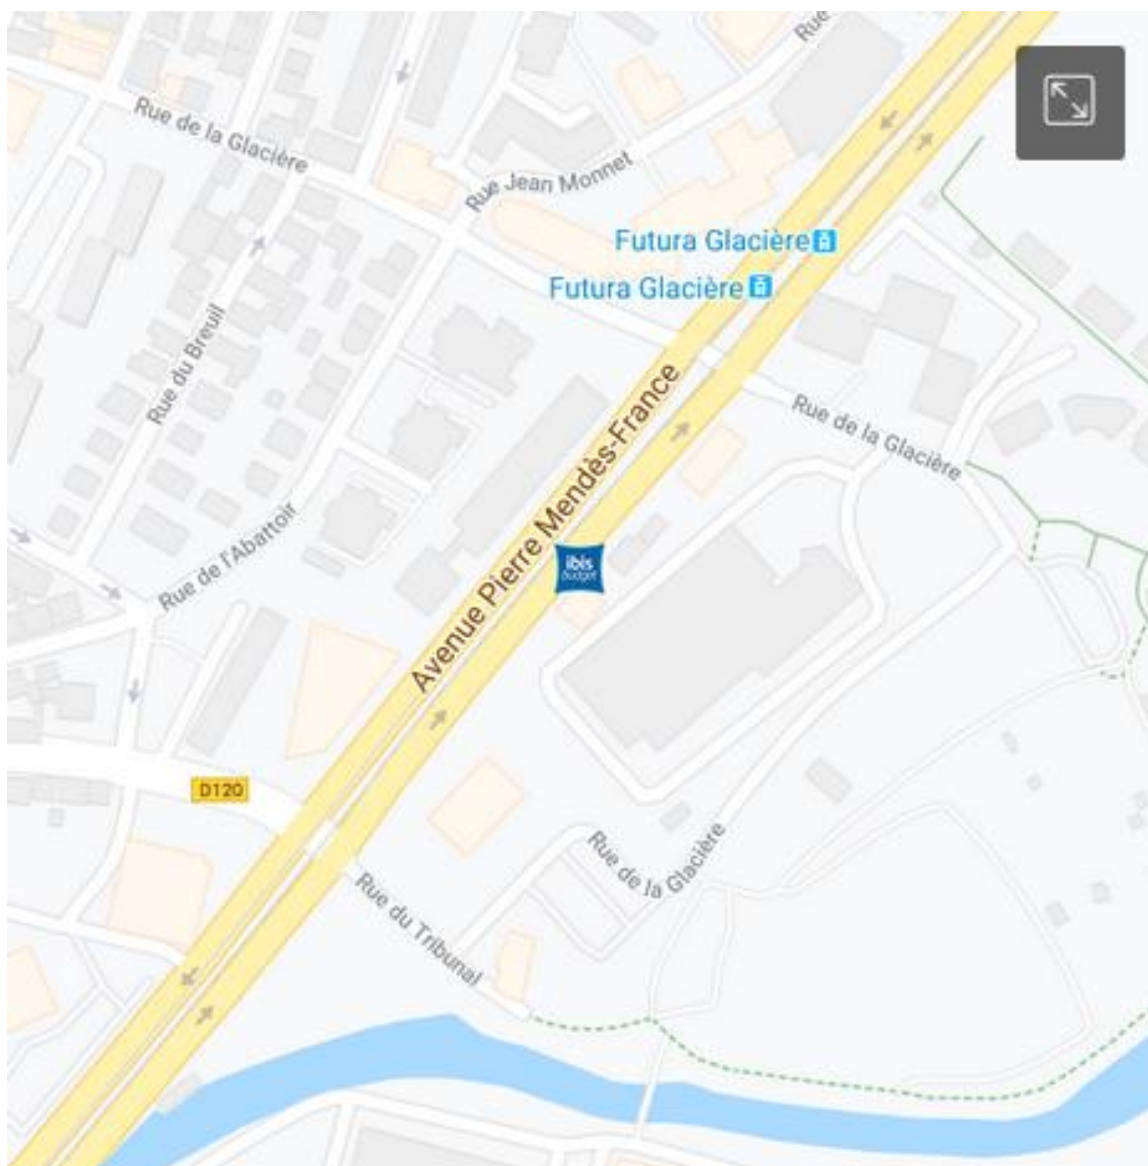 Rue
Rue de la Glacière
Rue Jean Monnet
Futura Glacière
Futura Glacière
Rue du Breuil
Avenue Pierre Mendès-France
Rue de la Glacière
Rue de l'Abattoir
ibis
budget
D120
Rue de la Glacière
Rue du Tribunal